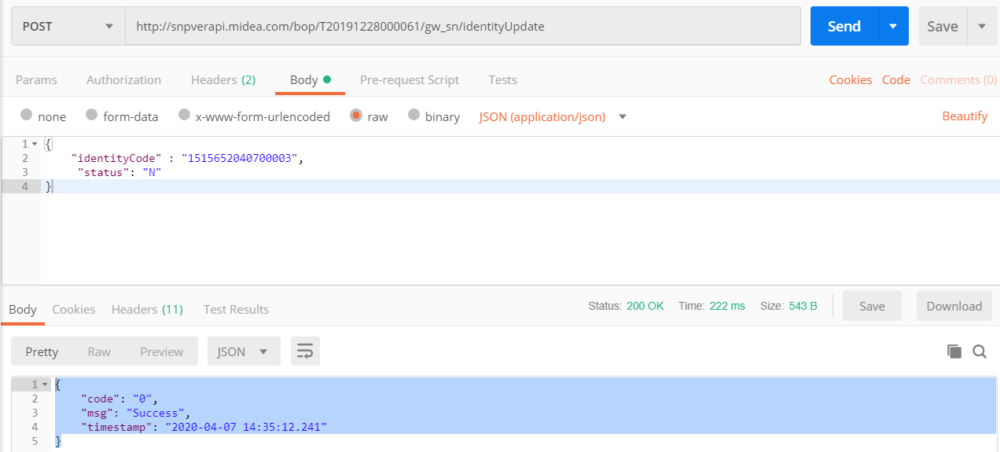 POST http://snpverapi.midea.com/bop/T20191228000061/gw_sn/identityUpdate Send Save
Params Authorization Headers (2) Body Pre-request Script Tests Cookies Code Comments (0)
none form-data x-www-form-urlencoded raw binary JSON (application/json) Beautify
1 {
2 "identityCode" : "1515652040700003",
3 "status": "N"
4 }
Body Cookies Headers (11) Test Results Status: 200 OK Time: 222 ms Size: 543 B Save Download
Pretty Raw Preview JSON
1 {
2 "code": "0",
3 "msg": "Success",
4 "timestamp": "2020-04-07 14:35:12.241"
5 }